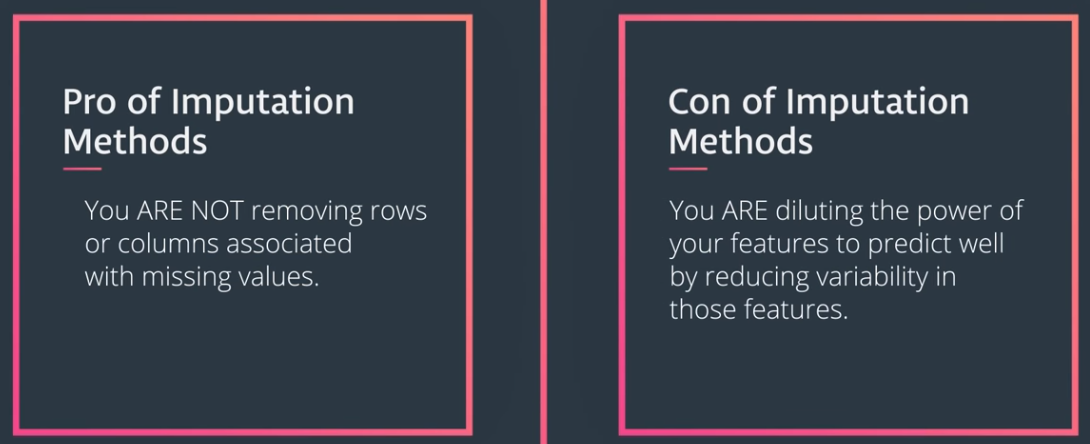 Pro of Imputation
Methods
You ARE NOT removing rows
or columns associated
with missing values.
Con of Imputation
Methods
You ARE diluting the power of
your features to predict well
by reducing variability in
those features.